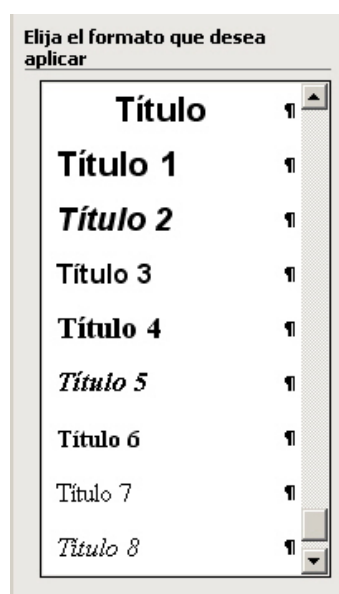 Elija el formato que desea
aplicar
Título ¶
Título 1 ¶
Título 2 ¶
Título 3 ¶
Título 4 ¶
Título 5 ¶
Título 6 ¶
Título 7 ¶
Título 8 ¶